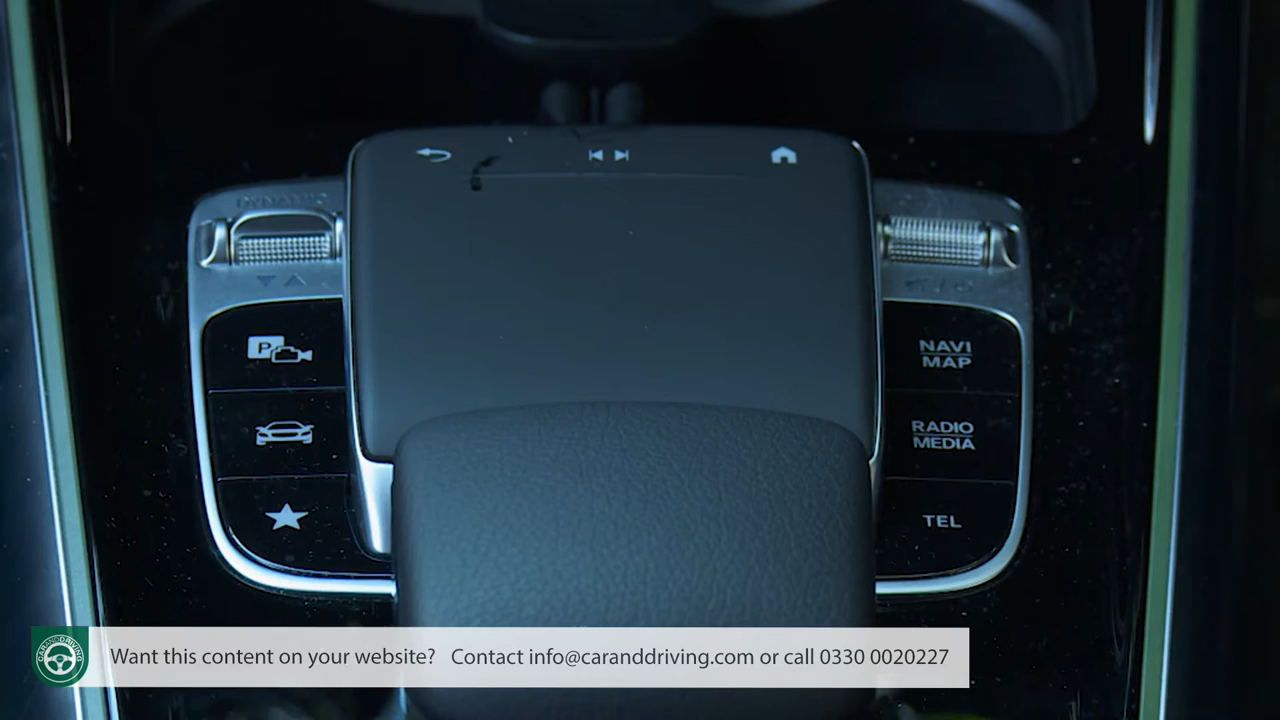 DYNAMIC
P
NAVI
MAP
RADIO
MEDIA
TEL
CARANDDRIVING
Want this content on your website? Contact info@caranddriving.com or call 0330 0020227